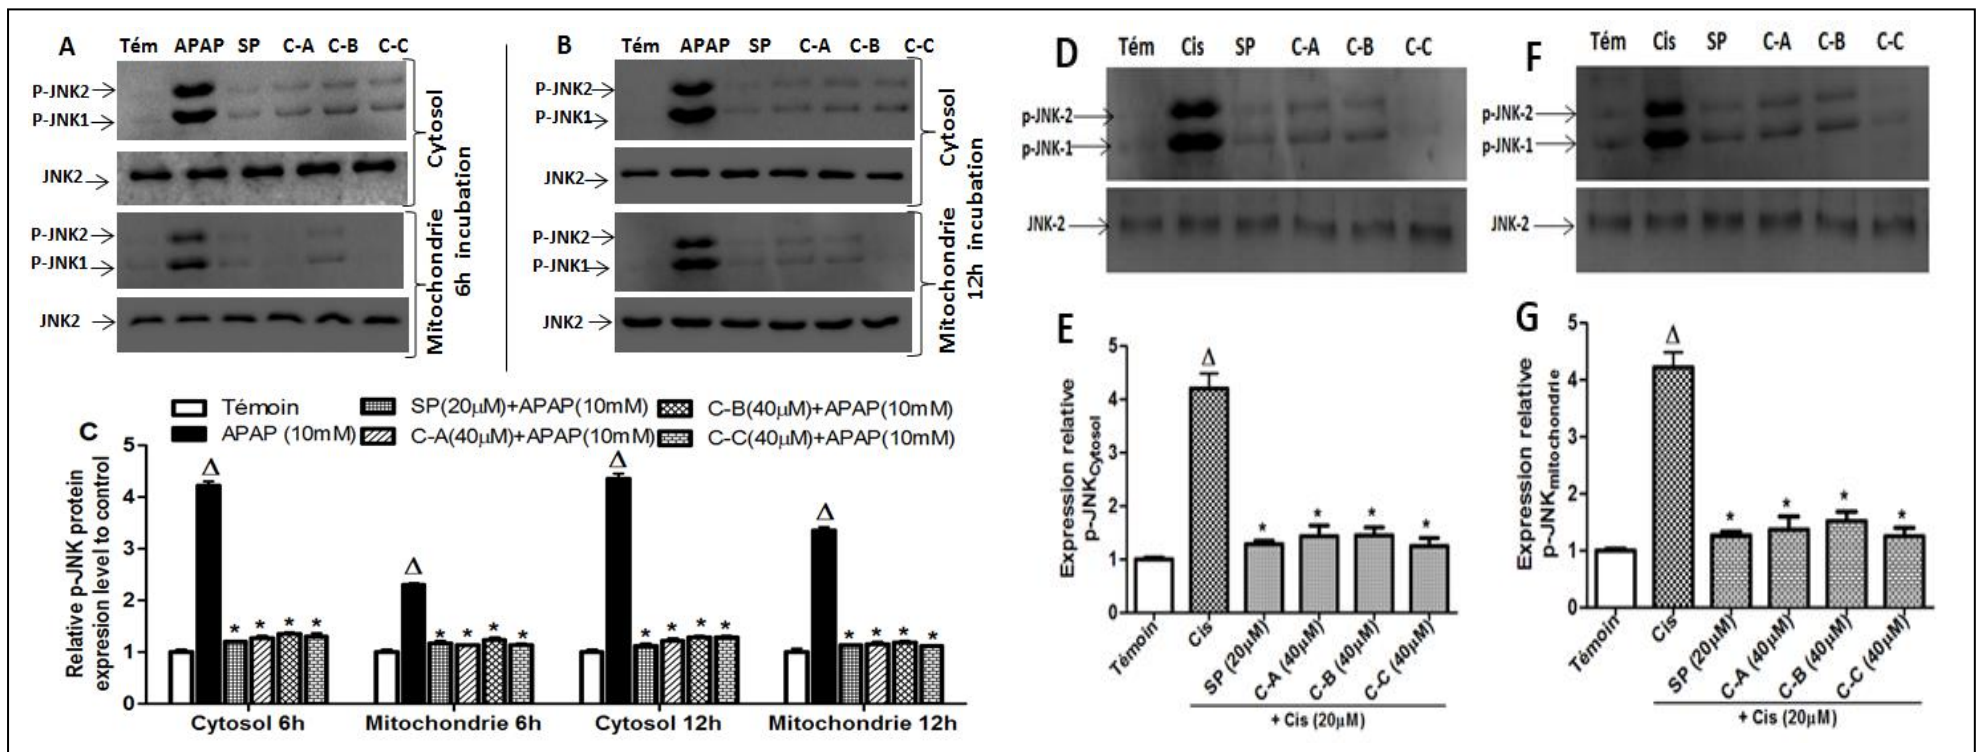 A
Tém APAP SP C-A C-B C-C
P-JNK2
P-JNK1
JNK2
P-JNK2
P-JNK1
JNK2
Cytosol
Mitochondrie
6h incubation
B
Tém APAP SP C-A C-B C-C
P-JNK2
P-JNK1
JNK2
P-JNK2
P-JNK1
JNK2
Cytosol
Mitochondrie
12h incubation
C
Témoin
APAP (10mM)
SP(20μM)+APAP(10mM)
C-A(40μM)+APAP(10mM)
C-B(40μM)+APAP(10mM)
C-C(40μM)+APAP(10mM)
Relative p-JNK protein
expresion level to control
5
4
3
2
1
0
Δ Δ Δ Δ
* * * * * * * * * * * * * * * *
Cytosol 6h Mitochondrie 6h Cytosol 12h Mitochondrie 12h
D
Tém Cis SP C-A C-B C-C
p-JNK-2
p-JNK-1
JNK-2
E
Expression relative
p-JNKCytosol
5
4
3
2
1
0
Δ
* * * *
Témoin Cis SP (20μM) C-A (40μM) C-B (40μM) C-C (40μM)
+ Cis (20μM)
F
Tém Cis SP C-A C-B C-C
p-JNK-2
p-JNK-1
JNK-2
G
Expression relative
p-JNKmitochondrie
5
4
3
2
1
0
Δ
* * * *
Témoin Cis SP (20μM) C-A (40μM) C-B (40μM) C-C (40μM)
+ Cis (20μM)